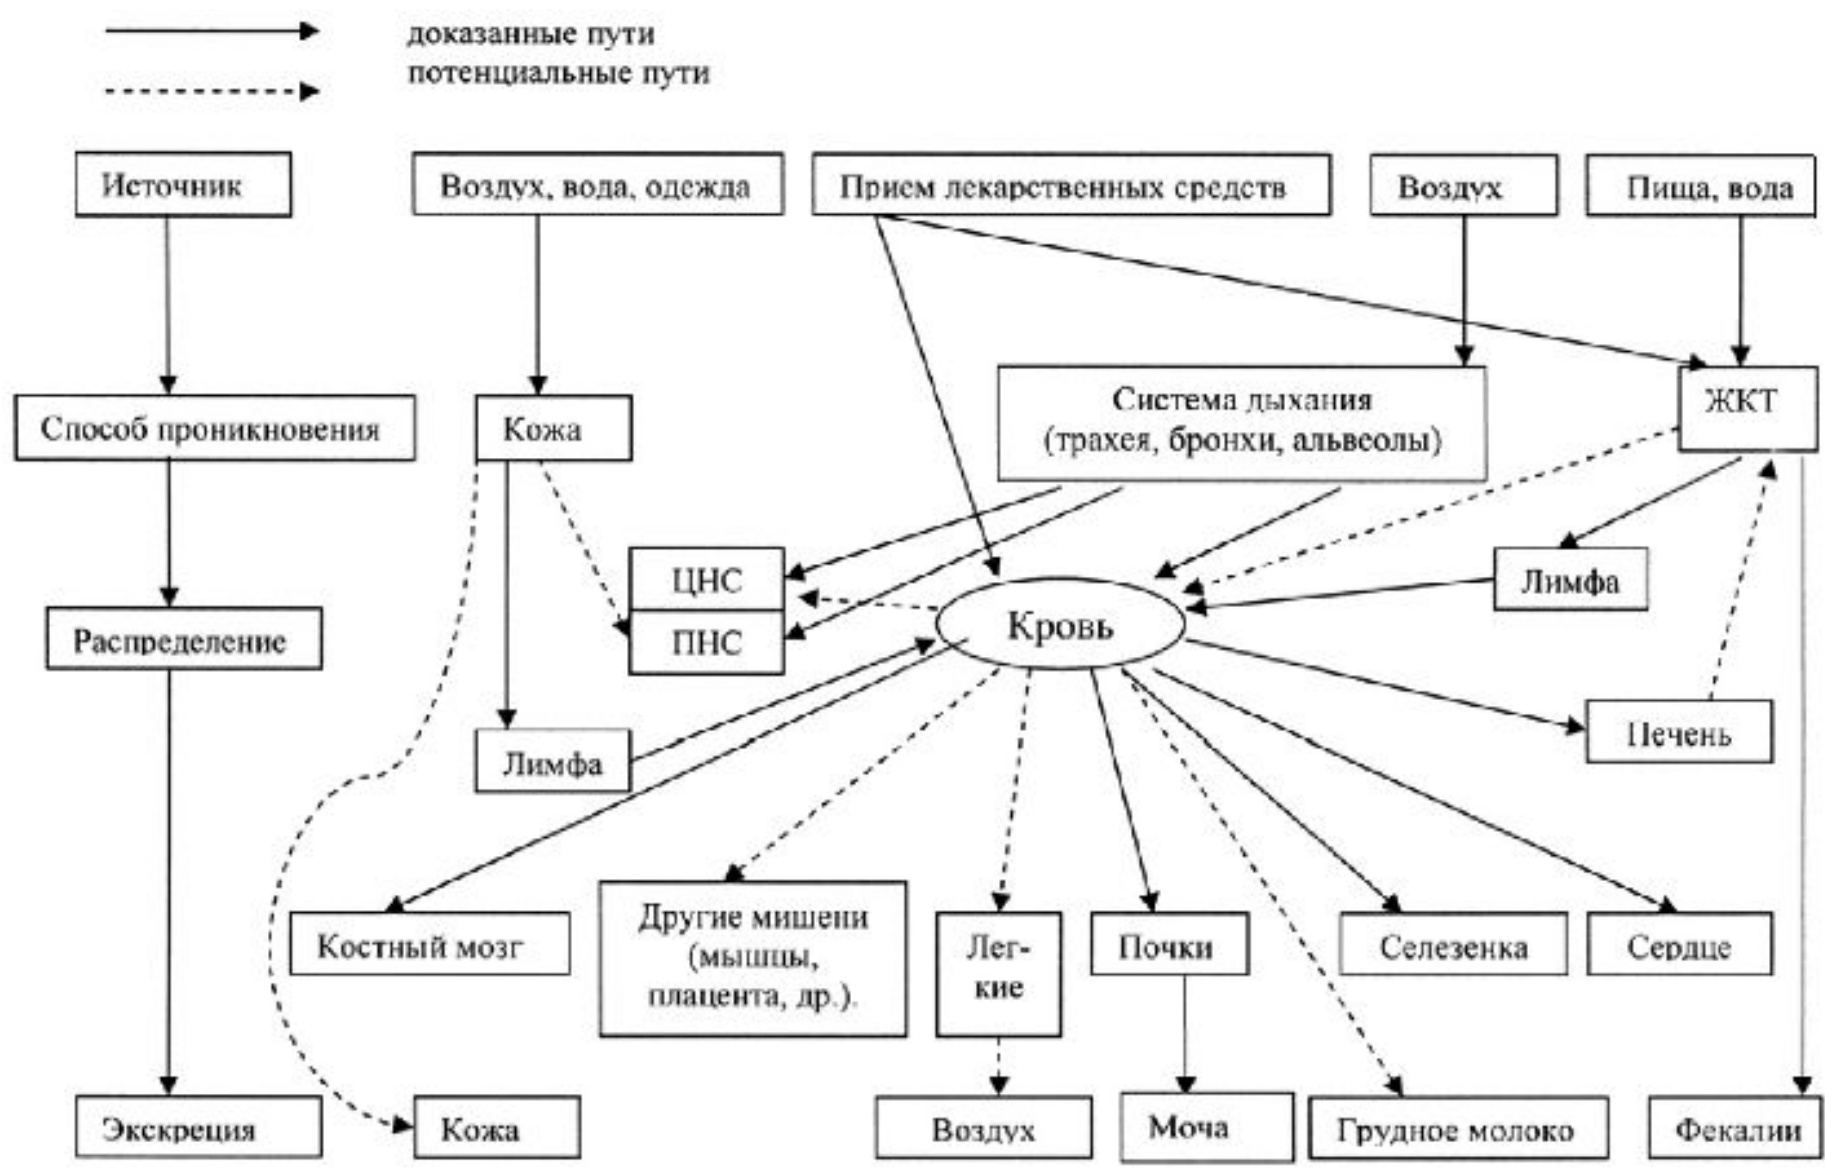 доказанные пути
потенциальные пути
Источник
Воздух, вода, одежда
Прием лекарственных средств
Воздух
Пища, вода
Способ проникновения
Кожа
Система дыхания
(трахея, бронхи, альвеолы)
ЖКТ
ЦНС
ПНС
Кровь
Лимфа
Распределение
Лимфа
Печень
Костный мозг
Другие мишени
(мышцы,
плацента, др.).
Лег-
кие
Почки
Селезенка
Сердце
Экскреция
Кожа
Воздух
Моча
Грудное молоко
Фекалии